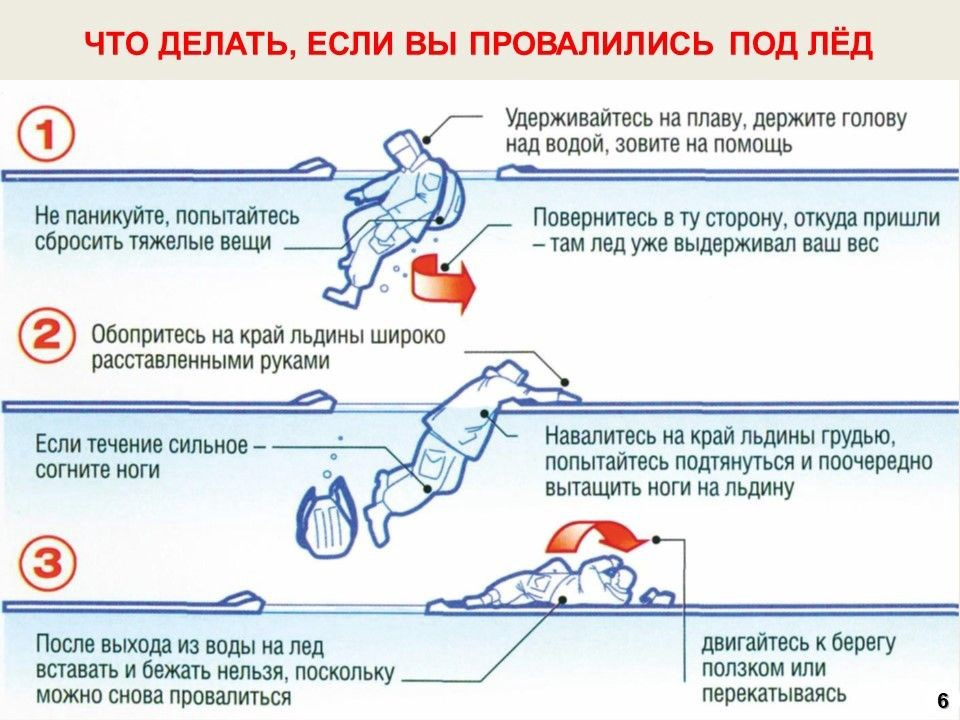 ЧТО ДЕЛАТЬ, ЕСЛИ ВЫ ПРОВАЛИЛИСЬ ПОД ЛЁД
1
Удерживайтесь на плаву, держите голову
над водой, зовите на помощь
Не паникуйте, попытайтесь
сбросить тяжелые вещи
Повернитесь в ту сторону, откуда пришли
– там лед уже выдерживал ваш вес
2
Обопритесь на край льдины широко
расставленными руками
Если течение сильное –
согните ноги
Навалитесь на край льдины грудью,
попытайтесь подтянуться и поочередно
вытащить ноги на льдину
3
После выхода из воды на лед
вставать и бежать нельзя, поскольку
можно снова провалиться
двигайтесь к берегу
ползком или
перекатываясь
6